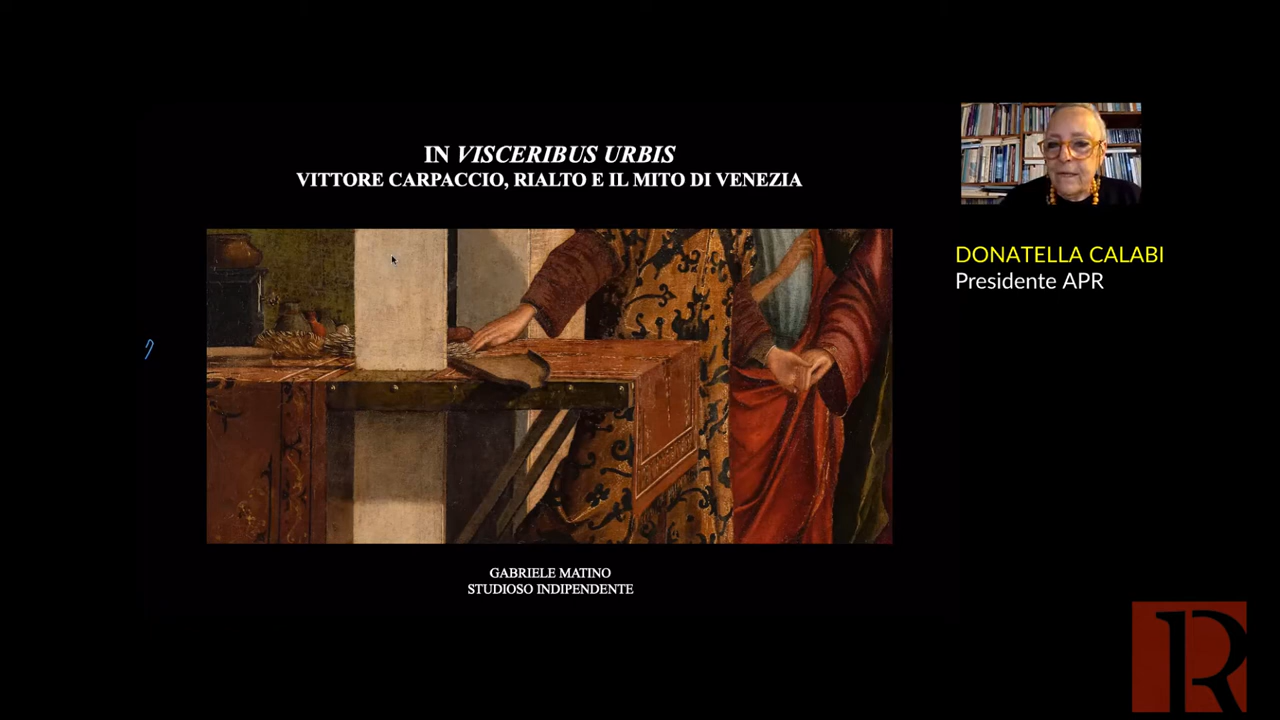 IN VISCERIBUS URBIS
VITTORE CARPACCIO, RIALTO E IL MITO DI VENEZIA
DONATELLA CALABI
Presidente APR
GABRIELE MATINO
STUDIOSO INDIPENDENTE
R